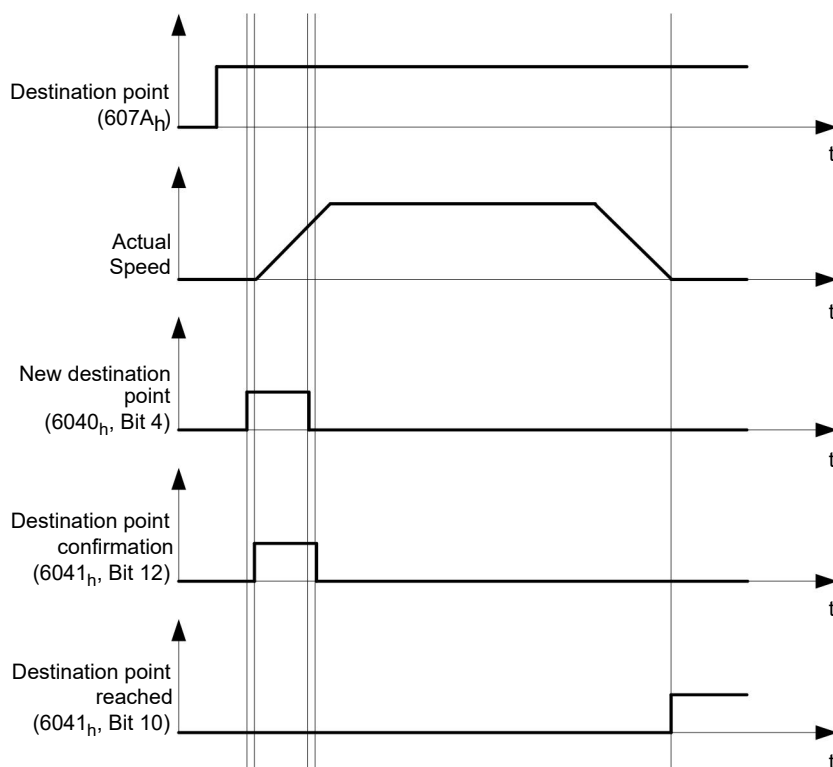 Destination point
(607Ah)
t
Actual
Speed
t
New destination
point
(6040h, Bit 4)
t
Destination point
confirmation
(6041h, Bit 12)
t
Destination point
reached
(6041h, Bit 10)
t